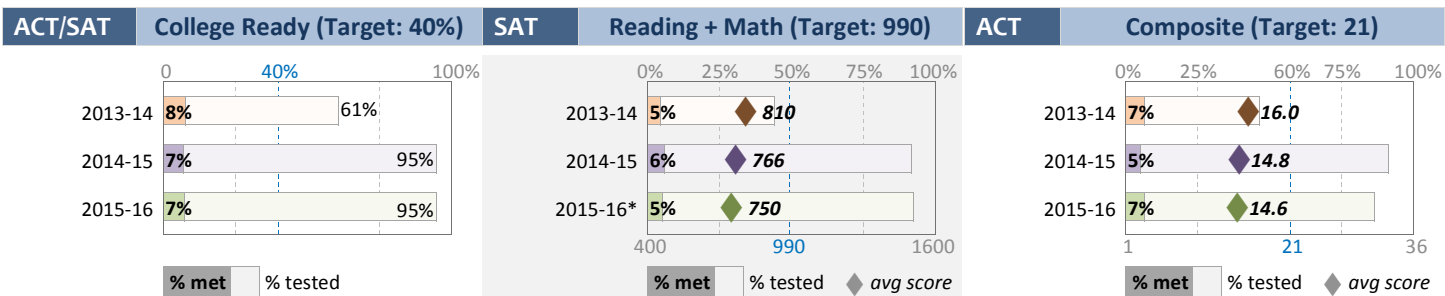 ACT/SAT College Ready (Target: 40%)
0 40% 100%
2013-14 8% 61%
2014-15 7% 95%
2015-16 7% 95%
% met % tested
SAT Reading + Math (Target: 990)
0% 25% 50% 75% 100%
2013-14 5% 810
2014-15 6% 766
2015-16* 5% 750
400 990 1600
% met % tested avg score
ACT Composite (Target: 21)
0% 25% 60% 75% 100%
2013-14 7% 16.0
2014-15 5% 14.8
2015-16 7% 14.6
1 21 36
% met % tested avg score